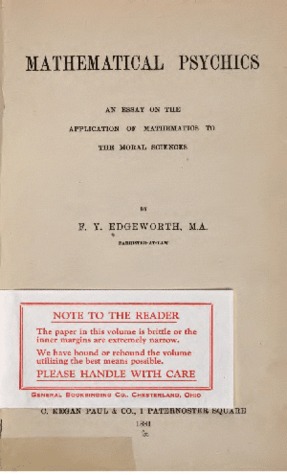 MATHEMATICAL PSYCHICS
AN ESSAY ON THE
APPLICATION OF MATHEMATICS TO
THE MORAL SCIENCES
BY
F. Y. EDGEWORTH, M.A.
BARRISTER-AT-LAW
NOTE TO THE READER
The paper in this volume is brittle or the
inner margins are extremely narrow.
We have bound or rebound the volume
utilizing the best means possible.
PLEASE HANDLE WITH CARE
GENERAL BOOKBINDING CO., CHESTERLAND, OHIO
C. KEGAN PAUL & CO., 1 PATERNOSTER SQUARE
1881